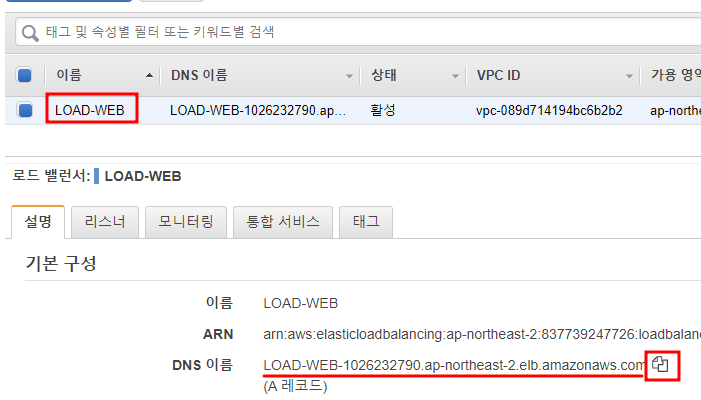 태그 및 속성별 필터 또는 키워드별 검색
이름 DNS 이름 상태 VPC ID 가용 영역
LOAD-WEB LOAD-WEB-1026232790.ap... 활성 vpc-089d714194bc6b2b2 ap-northe
로드 밸런서: LOAD-WEB
설명 리스너 모니터링 통합 서비스 태그
기본 구성
이름 LOAD-WEB
ARN arn:aws:elasticloadbalancing:ap-northeast-2:837739247726:loadbalan
DNS 이름 LOAD-WEB-1026232790.ap-northeast-2.elb.amazonaws.com
(A 레코드)